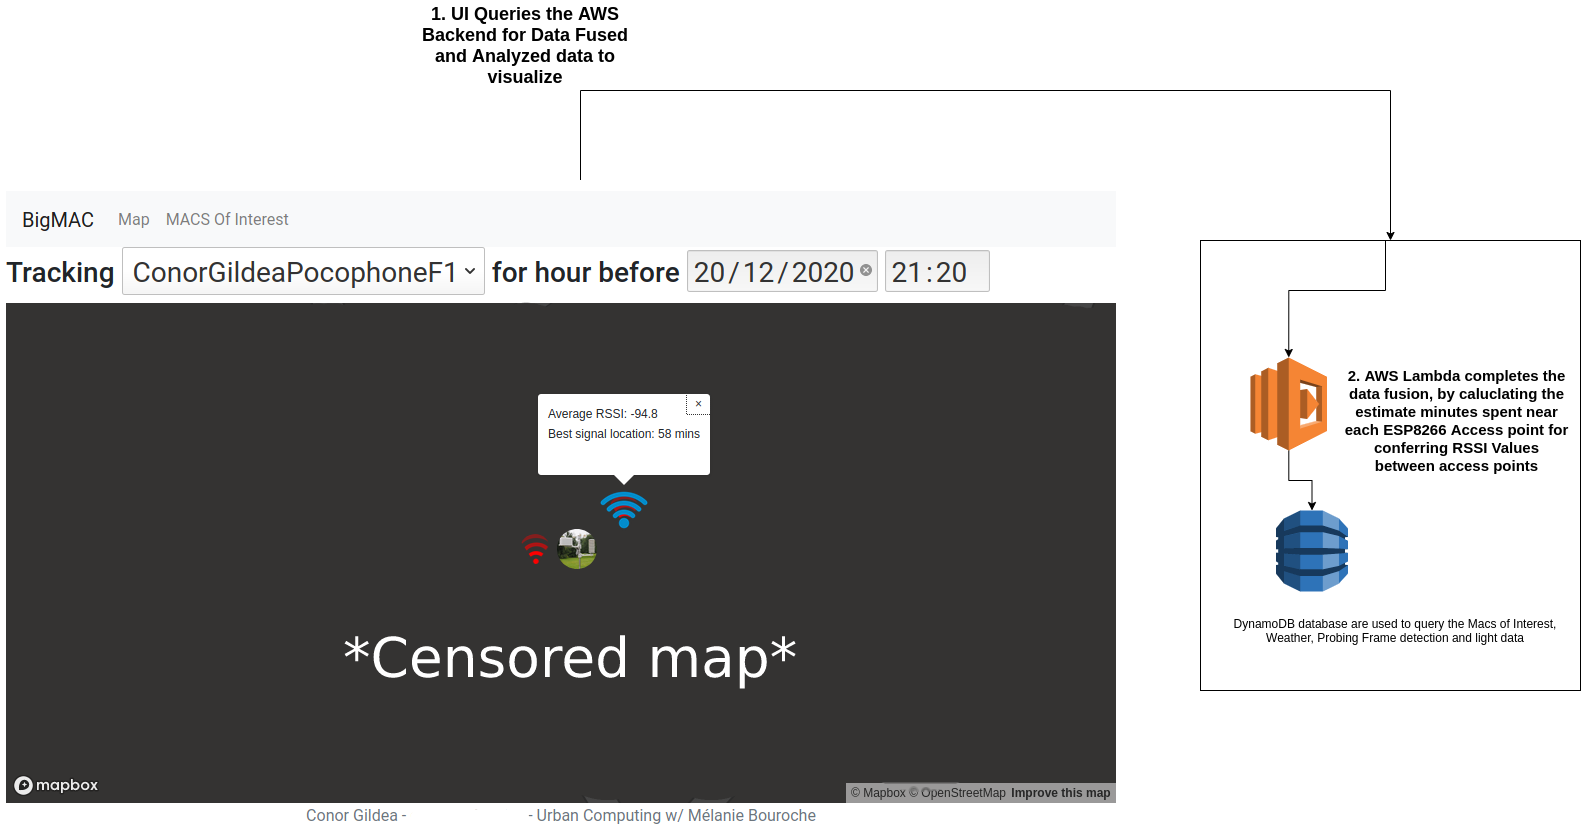 1. UI Queries the AWS
Backend for Data Fused
and Analyzed data to
visualize
BigMAC Map MACS Of Interest
Tracking ConorGildeaPocophoneF1 for hour before 20/12/2020 21:20
Average RSSI: -94.8 ×
Best signal location: 58 mins
*Censored map*
mapbox
© Mapbox © OpenStreetMap Improve this map
Conor Gildea - - Urban Computing w/ Mélanie Bouroche
2. AWS Lambda completes the
data fusion, by caluclating the
estimate minutes spent near
each ESP8266 Access point for
conferring RSSI Values
between access points
DynamoDB database are used to query the Macs of Interest,
Weather, Probing Frame detection and light data